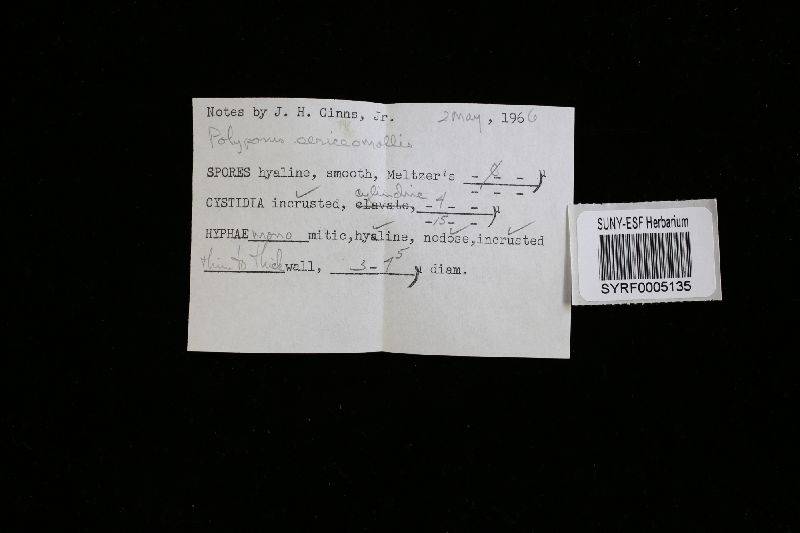 Notes by J. H. Ginns, Jr. 2 May, 1966
Polyporus sericeomollis
SPORES hyaline, smooth, Meltzer's - - - μ
- - -
cylindric
CYSTIDIA incrusted, clavate, - 4 - - μ
-15- -
HYPHAE mono mitic, hyaline, nodose, incrusted
thin to thick wall, 3-7.5 μ diam.
SUNY-ESF Herbarium
SYRF0005135